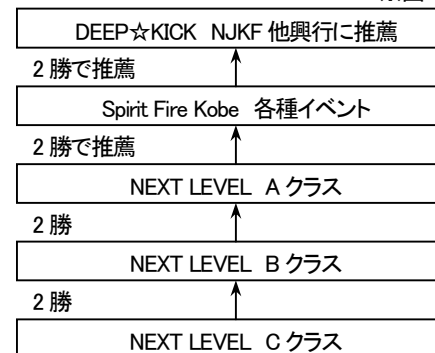 DEEP☆KICK NJKF 他興行に推薦
2 勝で推薦
Spirit Fire Kobe 各種イベント
2 勝で推薦
NEXT LEVEL A クラス
2 勝
NEXT LEVEL B クラス
2 勝
NEXT LEVEL C クラス